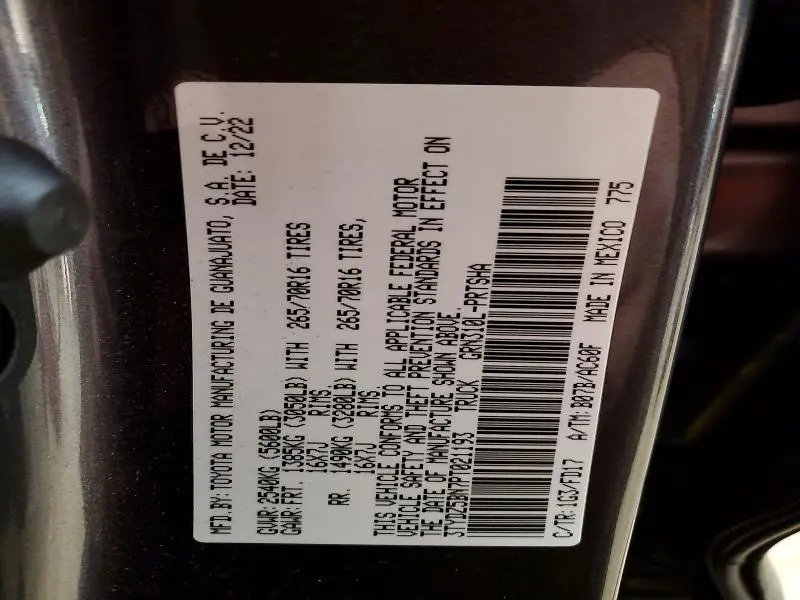 MFD.BY: TOYOTA MOTOR MANUFACTURING DE GUANAJUATO, S.A. DE C.V.
DATE: 12/22
GVWR: 2540KG (5600LB)
GAWR: FRT. 1385KG (3050LB) WITH 265/70R16 TIRES
16X7J RIMS,
RR. 1490KG (3280LB) WITH 265/70R16 TIRES,
16X7J RIMS.
THIS VEHICLE CONFORMS TO ALL APPLICABLE FEDERAL MOTOR
VEHICLE SAFETY AND THEFT PREVENTION STANDARDS IN EFFECT ON
THE DATE OF MANUFACTURE SHOWN ABOVE.
3TYRZ5BN7PT021193 TRUCK GRN310L-PRTSHA
C/TR: 1G3/FD17 A/TM: B07B/AC60F MADE IN MEXICO 775